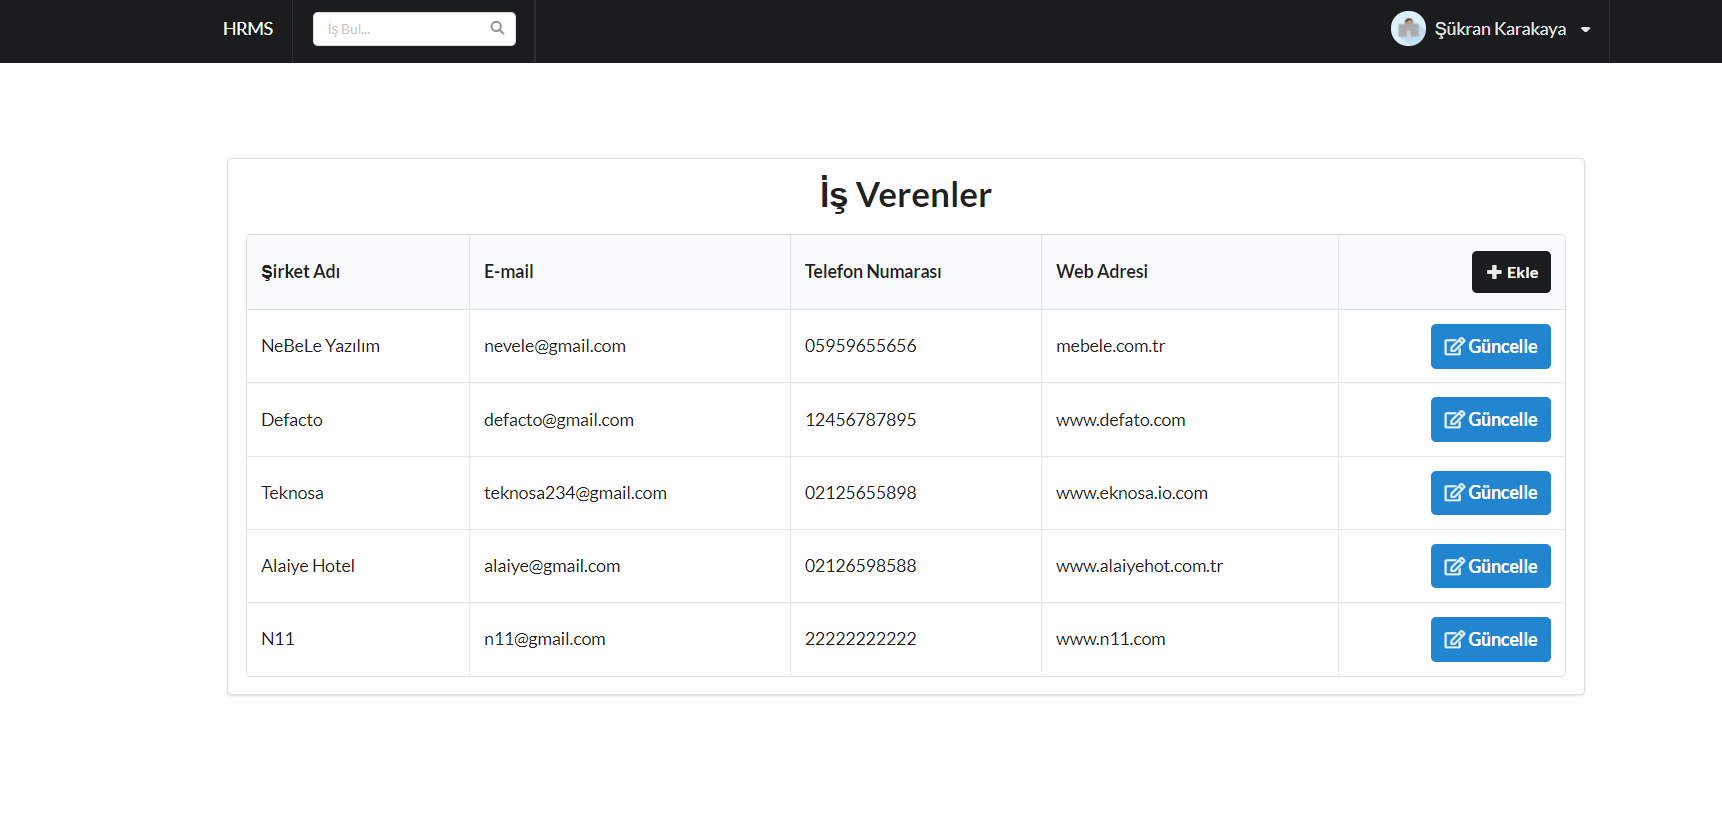 HRMS İş Bul... Şükran Karakaya
İş Verenler
Şirket Adı E-mail Telefon Numarası Web Adresi Ekle
NeBeLe Yazılım nevele@gmail.com 05959655656 mebele.com.tr Güncelle
Defacto defacto@gmail.com 12456787895 www.defato.com Güncelle
Teknosa teknosa234@gmail.com 02125655898 www.eknosa.io.com Güncelle
Alaiye Hotel alaiye@gmail.com 02126598588 www.alaiyehot.com.tr Güncelle
N11 n11@gmail.com 22222222222 www.n11.com Güncelle